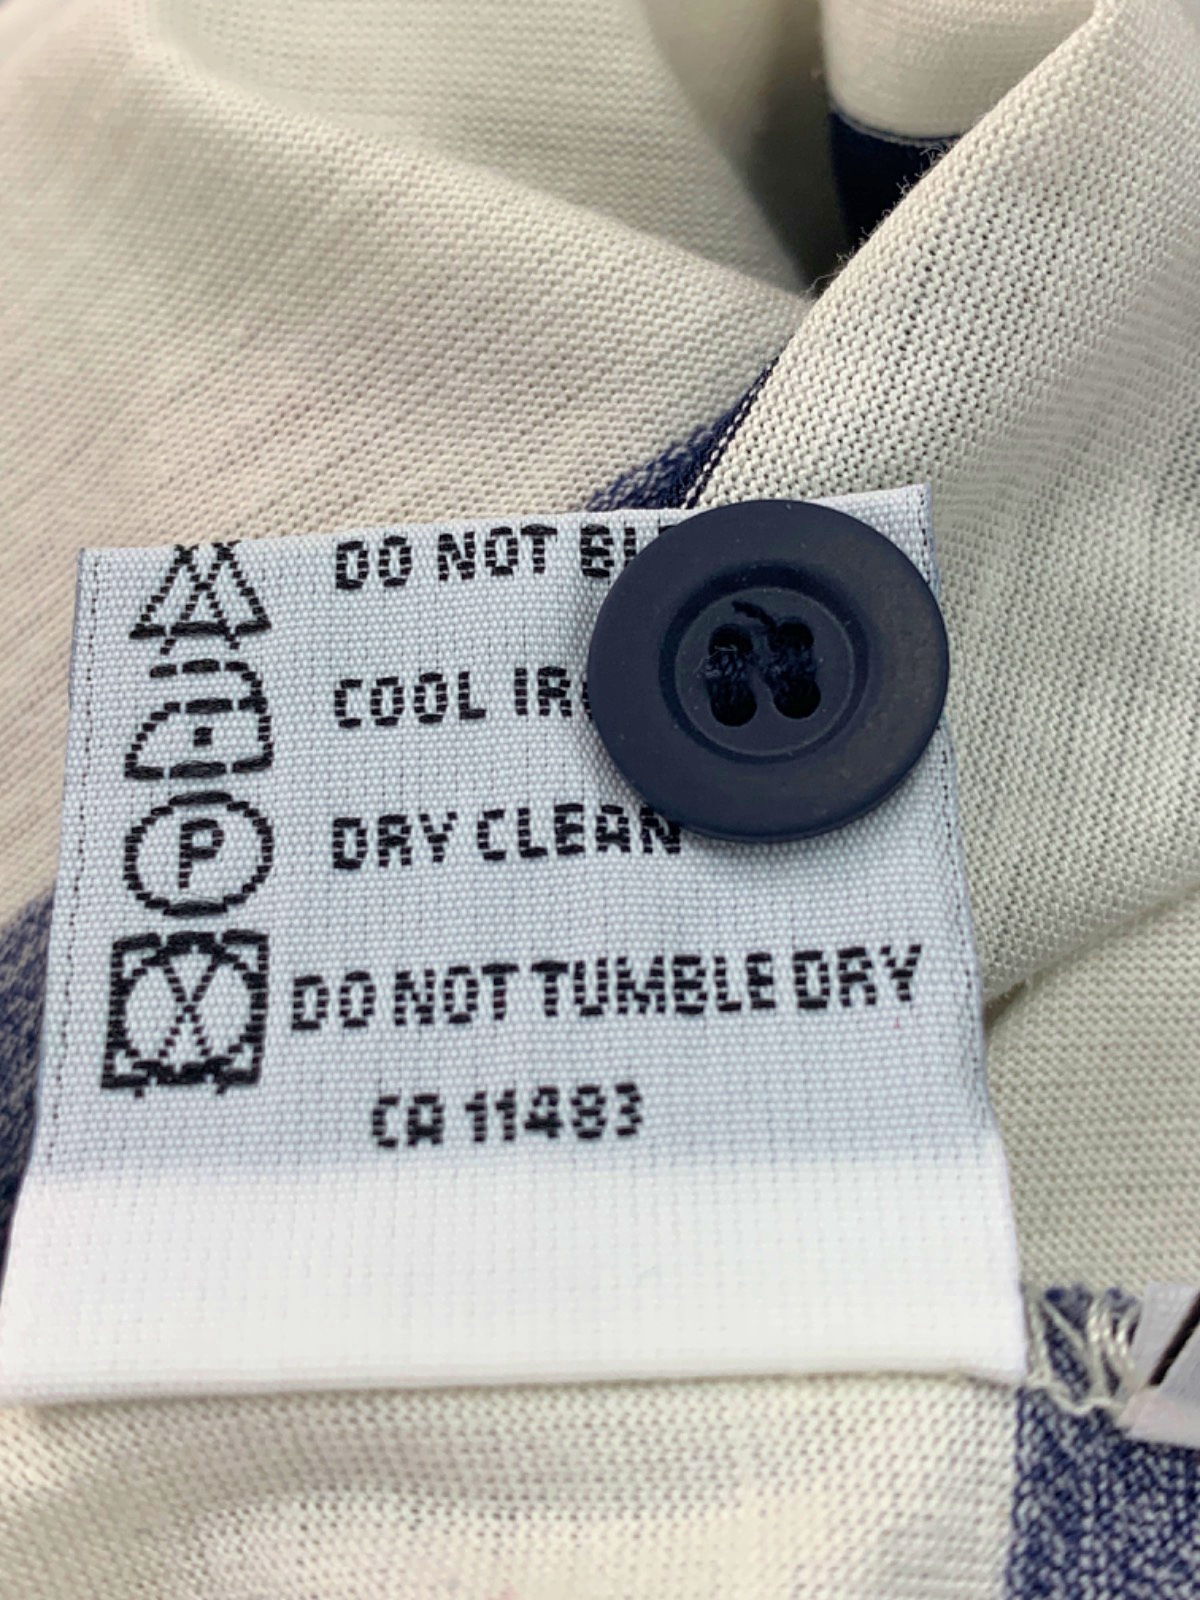 DO NOT
COOL
P
DRY CLEAN
DO NOT TUMBLE DRY
CA 11483